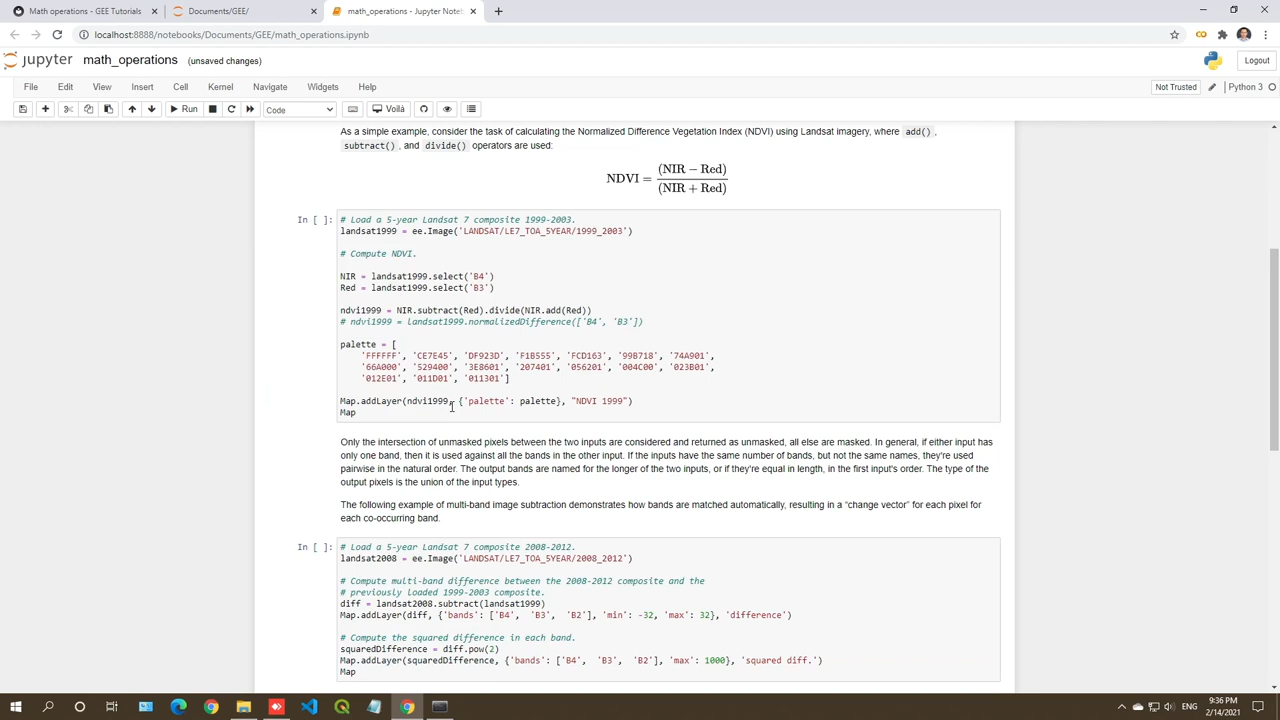 Math operations - GEE Tutorials
Documents/GEE/
math_operations - Jupyter Note
localhost:8888/notebooks/Documents/GEE/math_operations.ipynb
jupyter math_operations (unsaved changes)
Logout
File Edit View Insert Cell Kernel Navigate Widgets Help
Not Trusted Python 3
Run Code Voilà
As a simple example, consider the task of calculating the Normalized Difference Vegetation Index (NDVI) using Landsat imagery, where add() ,
subtract() , and divide() operators are used:
NDVI = (NIR − Red)
(NIR + Red)
In [ ]: # Load a 5-year Landsat 7 composite 1999-2003.
landsat1999 = ee.Image('LANDSAT/LE7_TOA_5YEAR/1999_2003')
# Compute NDVI.
NIR = landsat1999.select('B4')
Red = landsat1999.select('B3')
ndvi1999 = NIR.subtract(Red).divide(NIR.add(Red))
# ndvi1999 = landsat1999.normalizedDifference(['B4', 'B3'])
palette = [
'FFFFFF', 'CE7E45', 'DF923D', 'F1B555', 'FCD163', '99B718', '74A901',
'66A000', '529400', '3E8601', '207401', '056201', '004C00', '023B01',
'012E01', '011D01', '011301']
Map.addLayer(ndvi1999, {'palette': palette}, "NDVI 1999")
Map
Only the intersection of unmasked pixels between the two inputs are considered and returned as unmasked, all else are masked. In general, if either input has
only one band, then it is used against all the bands in the other input. If the inputs have the same number of bands, but not the same names, they're used
pairwise in the natural order. The output bands are named for the longer of the two inputs, or if they're equal in length, in the first input's order. The type of the
output pixels is the union of the input types.
The following example of multi-band image subtraction demonstrates how bands are matched automatically, resulting in a “change vector” for each pixel for
each co-occurring band.
In [ ]: # Load a 5-year Landsat 7 composite 2008-2012.
landsat2008 = ee.Image('LANDSAT/LE7_TOA_5YEAR/2008_2012')
# Compute multi-band difference between the 2008-2012 composite and the
# previously loaded 1999-2003 composite.
diff = landsat2008.subtract(landsat1999)
Map.addLayer(diff, {'bands': ['B4', 'B3', 'B2'], 'min': -32, 'max': 32}, 'difference')
# Compute the squared difference in each band.
squaredDifference = diff.pow(2)
Map.addLayer(squaredDifference, {'bands': ['B4', 'B3', 'B2'], 'max': 1000}, 'squared diff.')
Map
9:36 PM
2/14/2021